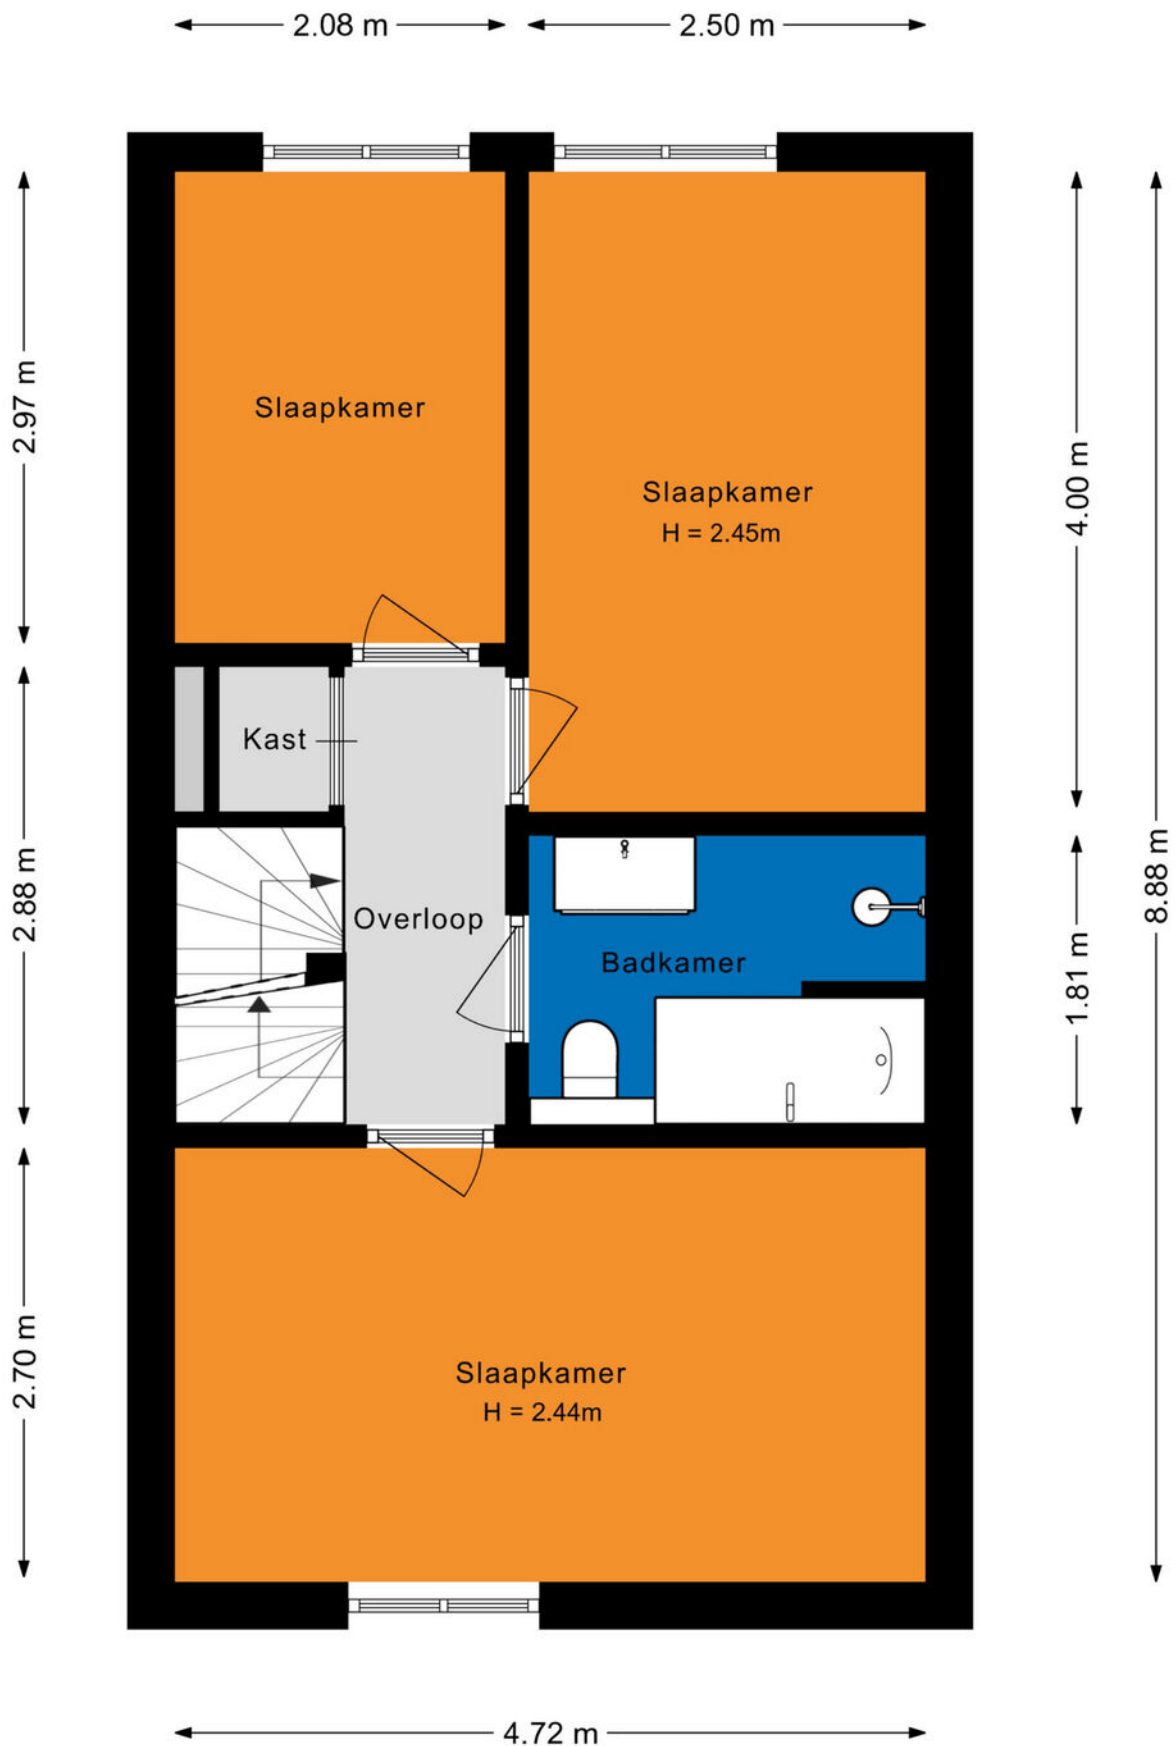 2.08 m
2.50 m
2.97 m
Slaapkamer
Slaapkamer
H = 2.45m
4.00 m
Kast
2.88 m
Overloop
Badkamer
1.81 m
8.88 m
2.70 m
Slaapkamer
H = 2.44m
4.72 m